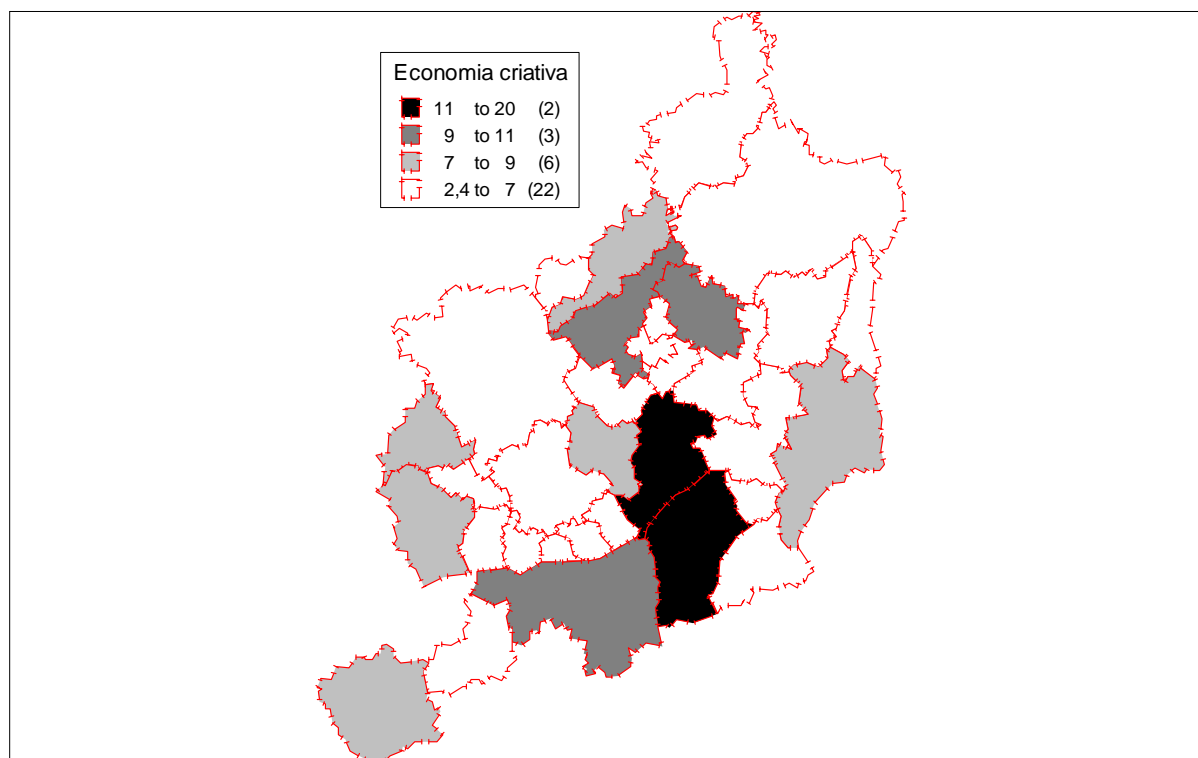 Economia criativa
11 to 20 (2)
9 to 11 (3)
7 to 9 (6)
2,4 to 7 (22)